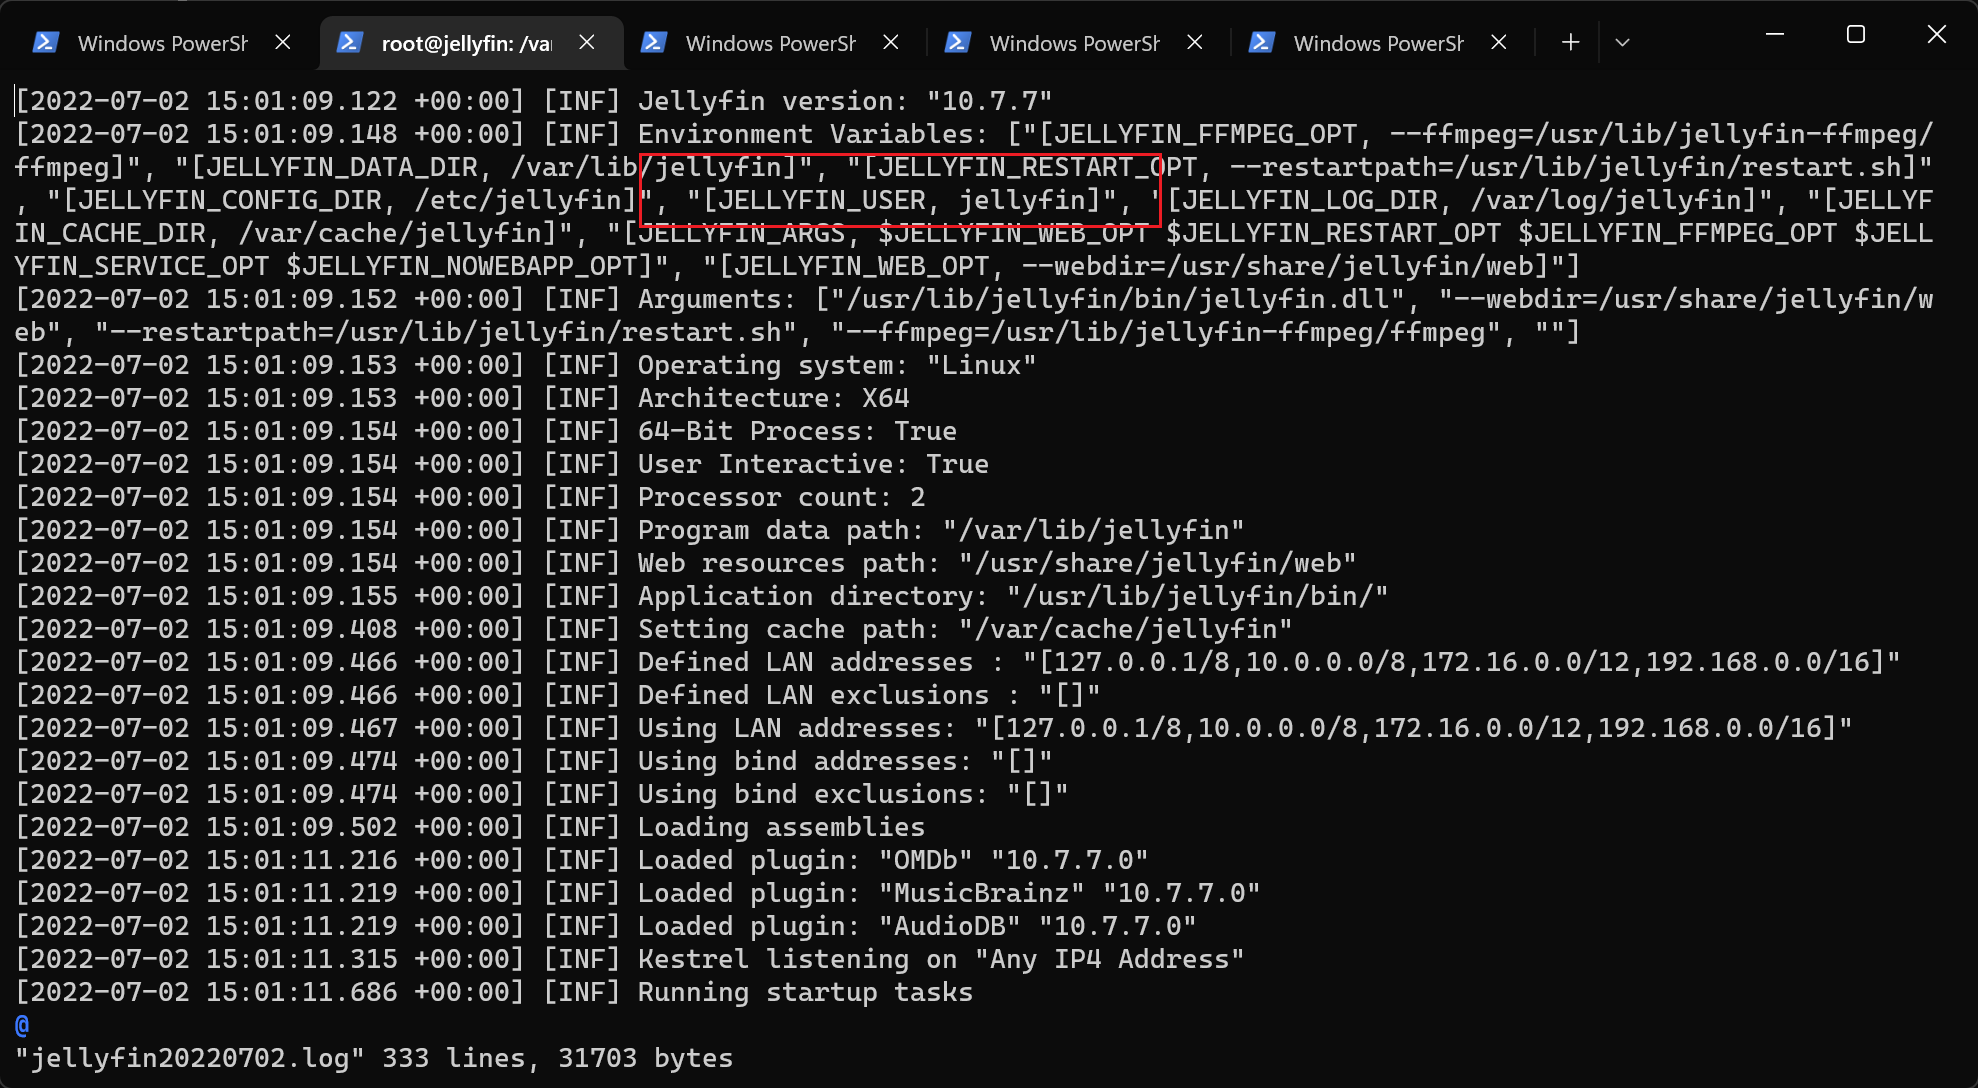 Windows PowerSh
root@jellyfin: /va
Windows PowerSh
Windows PowerSh
Windows PowerSh
[2022-07-02 15:01:09.122 +00:00] [INF] Jellyfin version: "10.7.7"
[2022-07-02 15:01:09.148 +00:00] [INF] Environment Variables: ["[JELLYFIN_FFMPEG_OPT, --ffmpeg=/usr/lib/jellyfin-ffmpeg/
ffmpeg]", "[JELLYFIN_DATA_DIR, /var/lib/jellyfin]", "[JELLYFIN_RESTART_OPT, --restartpath=/usr/lib/jellyfin/restart.sh]"
, "[JELLYFIN_CONFIG_DIR, /etc/jellyfin]", "[JELLYFIN_USER, jellyfin]", "[JELLYFIN_LOG_DIR, /var/log/jellyfin]", "[JELLYF
IN_CACHE_DIR, /var/cache/jellyfin]", "[JELLYFIN_ARGS, $JELLYFIN_WEB_OPT $JELLYFIN_RESTART_OPT $JELLYFIN_FFMPEG_OPT $JELL
YFIN_SERVICE_OPT $JELLYFIN_NOWEBAPP_OPT]", "[JELLYFIN_WEB_OPT, --webdir=/usr/share/jellyfin/web]"]
[2022-07-02 15:01:09.152 +00:00] [INF] Arguments: ["/usr/lib/jellyfin/bin/jellyfin.dll", "--webdir=/usr/share/jellyfin/w
eb", "--restartpath=/usr/lib/jellyfin/restart.sh", "--ffmpeg=/usr/lib/jellyfin-ffmpeg/ffmpeg", ""]
[2022-07-02 15:01:09.153 +00:00] [INF] Operating system: "Linux"
[2022-07-02 15:01:09.153 +00:00] [INF] Architecture: X64
[2022-07-02 15:01:09.154 +00:00] [INF] 64-Bit Process: True
[2022-07-02 15:01:09.154 +00:00] [INF] User Interactive: True
[2022-07-02 15:01:09.154 +00:00] [INF] Processor count: 2
[2022-07-02 15:01:09.154 +00:00] [INF] Program data path: "/var/lib/jellyfin"
[2022-07-02 15:01:09.154 +00:00] [INF] Web resources path: "/usr/share/jellyfin/web"
[2022-07-02 15:01:09.155 +00:00] [INF] Application directory: "/usr/lib/jellyfin/bin/"
[2022-07-02 15:01:09.408 +00:00] [INF] Setting cache path: "/var/cache/jellyfin"
[2022-07-02 15:01:09.466 +00:00] [INF] Defined LAN addresses : "[127.0.0.1/8,10.0.0.0/8,172.16.0.0/12,192.168.0.0/16]"
[2022-07-02 15:01:09.466 +00:00] [INF] Defined LAN exclusions : "[]"
[2022-07-02 15:01:09.467 +00:00] [INF] Using LAN addresses: "[127.0.0.1/8,10.0.0.0/8,172.16.0.0/12,192.168.0.0/16]"
[2022-07-02 15:01:09.474 +00:00] [INF] Using bind addresses: "[]"
[2022-07-02 15:01:09.474 +00:00] [INF] Using bind exclusions: "[]"
[2022-07-02 15:01:09.502 +00:00] [INF] Loading assemblies
[2022-07-02 15:01:11.216 +00:00] [INF] Loaded plugin: "OMDb" "10.7.7.0"
[2022-07-02 15:01:11.219 +00:00] [INF] Loaded plugin: "MusicBrainz" "10.7.7.0"
[2022-07-02 15:01:11.219 +00:00] [INF] Loaded plugin: "AudioDB" "10.7.7.0"
[2022-07-02 15:01:11.315 +00:00] [INF] Kestrel listening on "Any IP4 Address"
[2022-07-02 15:01:11.686 +00:00] [INF] Running startup tasks
@
"jellyfin20220702.log" 333 lines, 31703 bytes